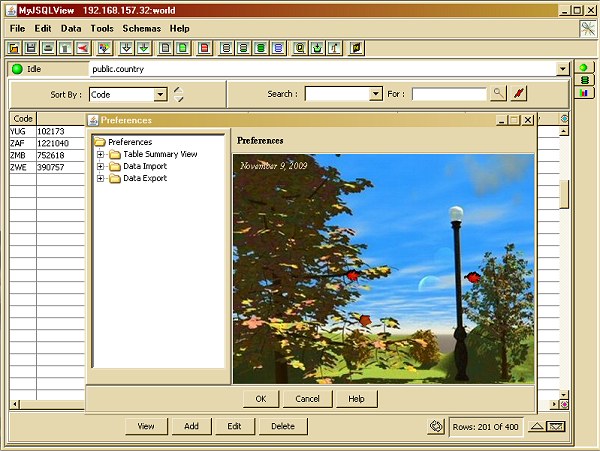 MyJSQLView 192.168.157.32:world
File Edit Data Tools Schemas Help
Idle public.country
Sort By : Code Search : For :
Preferences
Code
YUG 102173
ZAF 1221040
ZMB 752618
ZWE 390757
Preferences
Table Summary View
Data Import
Data Export
Preferences
November 9, 2009
OK Cancel Help
View Add Edit Delete Rows: 201 Of 400